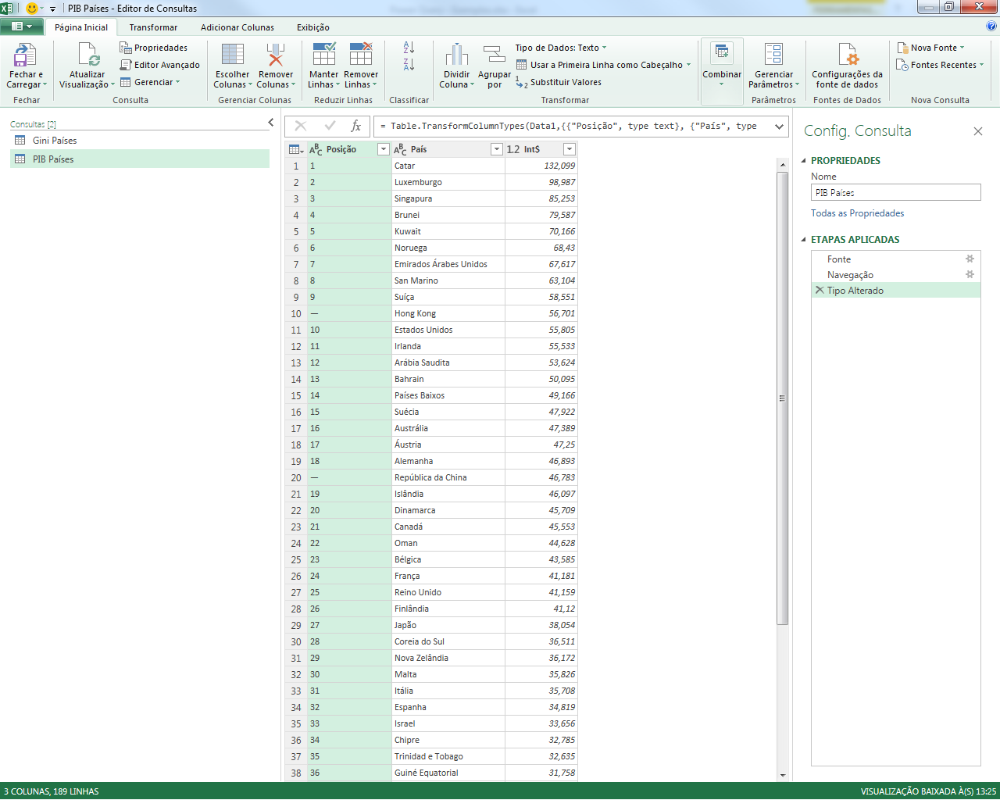 PIB Países - Editor de Consultas
Página Inicial Transformar Adicionar Colunas Exibição
Fechar e Carregar
Fechar
Atualizar Visualização
Propriedades
Editor Avançado
Gerenciar
Consulta
Escolher Colunas
Remover Colunas
Gerenciar Colunas
Manter Linhas
Remover Linhas
Reduzir Linhas
Classificar
Dividir Coluna
Agrupar por
Tipo de Dados: Texto
Usar a Primeira Linha como Cabeçalho
Substituir Valores
Transformar
Combinar
Gerenciar Parâmetros
Parâmetros
Configurações da fonte de dados
Fontes de Dados
Nova Fonte
Fontes Recentes
Nova Consulta
Consultas [2]
Gini Países
PIB Países
fx = Table.TransformColumnTypes(Data1,{{"Posição", type text}, {"País", type
ABC Posição ABC País 1.2 Int$
1 1 Catar 132,099
2 2 Luxemburgo 98,987
3 3 Singapura 85,253
4 4 Brunei 79,587
5 5 Kuwait 70,166
6 6 Noruega 68,43
7 7 Emirados Árabes Unidos 67,617
8 8 San Marino 63,104
9 9 Suíça 58,551
10 — Hong Kong 56,701
11 10 Estados Unidos 55,805
12 11 Irlanda 55,533
13 12 Arábia Saudita 53,624
14 13 Bahrain 50,095
15 14 Países Baixos 49,166
16 15 Suécia 47,922
17 16 Austrália 47,389
18 17 Áustria 47,25
19 18 Alemanha 46,893
20 — República da China 46,783
21 19 Islândia 46,097
22 20 Dinamarca 45,709
23 21 Canadá 45,553
24 22 Oman 44,628
25 23 Bélgica 43,585
26 24 França 41,181
27 25 Reino Unido 41,159
28 26 Finlândia 41,12
29 27 Japão 38,054
30 28 Coreia do Sul 36,511
31 29 Nova Zelândia 36,172
32 30 Malta 35,826
33 31 Itália 35,708
34 32 Espanha 34,819
35 33 Israel 33,656
36 34 Chipre 32,785
37 35 Trinidad e Tobago 32,635
38 36 Guiné Equatorial 31,758
Config. Consulta
PROPRIEDADES
Nome
PIB Países
Todas as Propriedades
ETAPAS APLICADAS
Fonte
Navegação
Tipo Alterado
3 COLUNAS, 189 LINHAS
VISUALIZAÇÃO BAIXADA À(S) 13:25